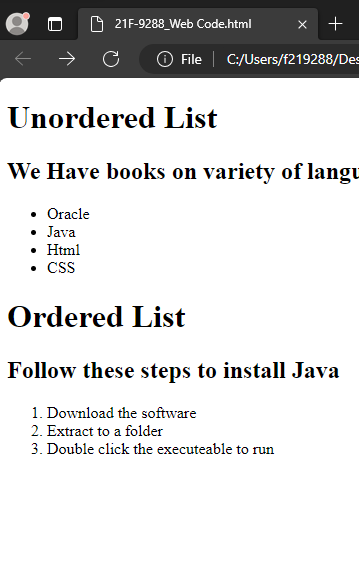 21F-9288_Web Code.html
File
C:/Users/f219288/Des
Unordered List
We Have books on variety of langu
Oracle
Java
Html
CSS
Ordered List
Follow these steps to install Java
1. Download the software
2. Extract to a folder
3. Double click the executeable to run